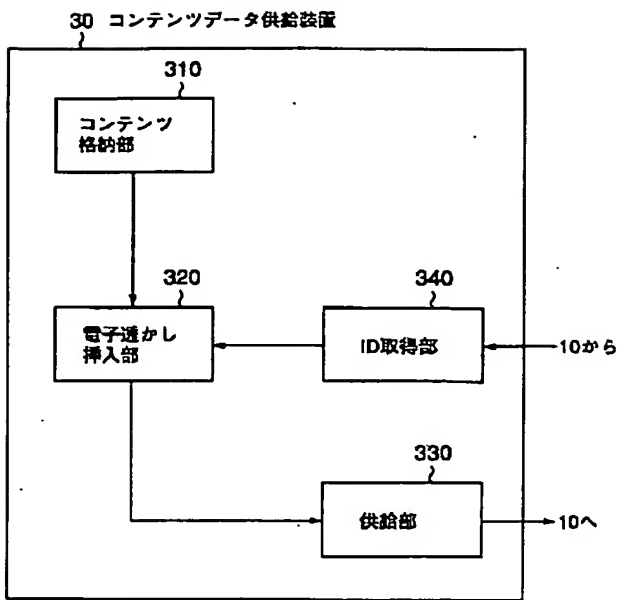 30 コンテンツデータ供給装置
310
コンテンツ
格納部
320
電子透かし
挿入部
340
ID取得部
10から
330
供給部
10へ